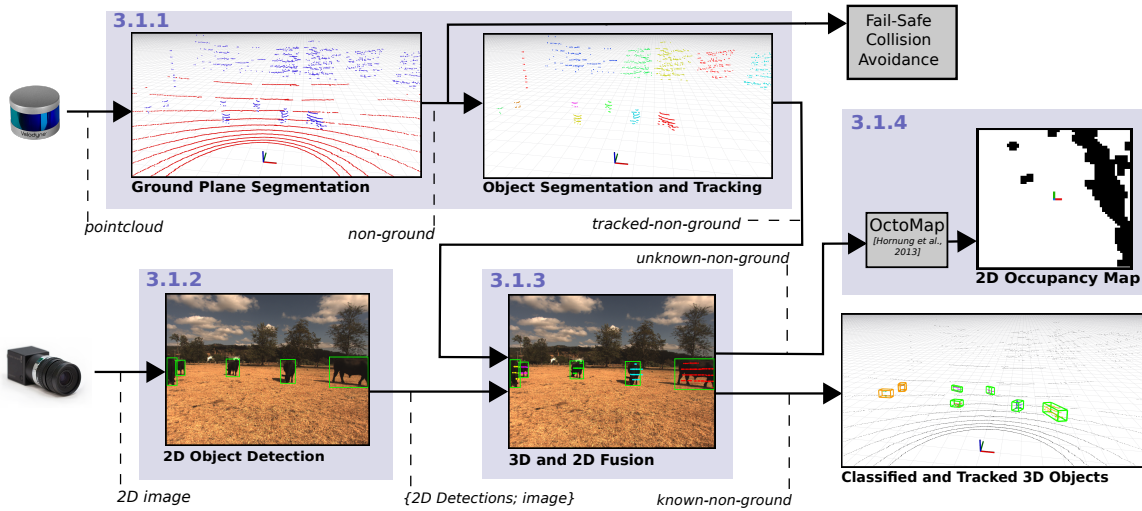 3.1.1
Ground Plane Segmentation
Object Segmentation and Tracking
Fail-Safe
Collision
Avoidance
Velodyne
pointcloud
non-ground
tracked-non-ground
unknown-non-ground
3.1.4
OctoMap
[Hornung et al.,
2013]
2D Occupancy Map
3.1.2
2D Object Detection
3.1.3
3D and 2D Fusion
2D image
{2D Detections; image}
known-non-ground
Classified and Tracked 3D Objects